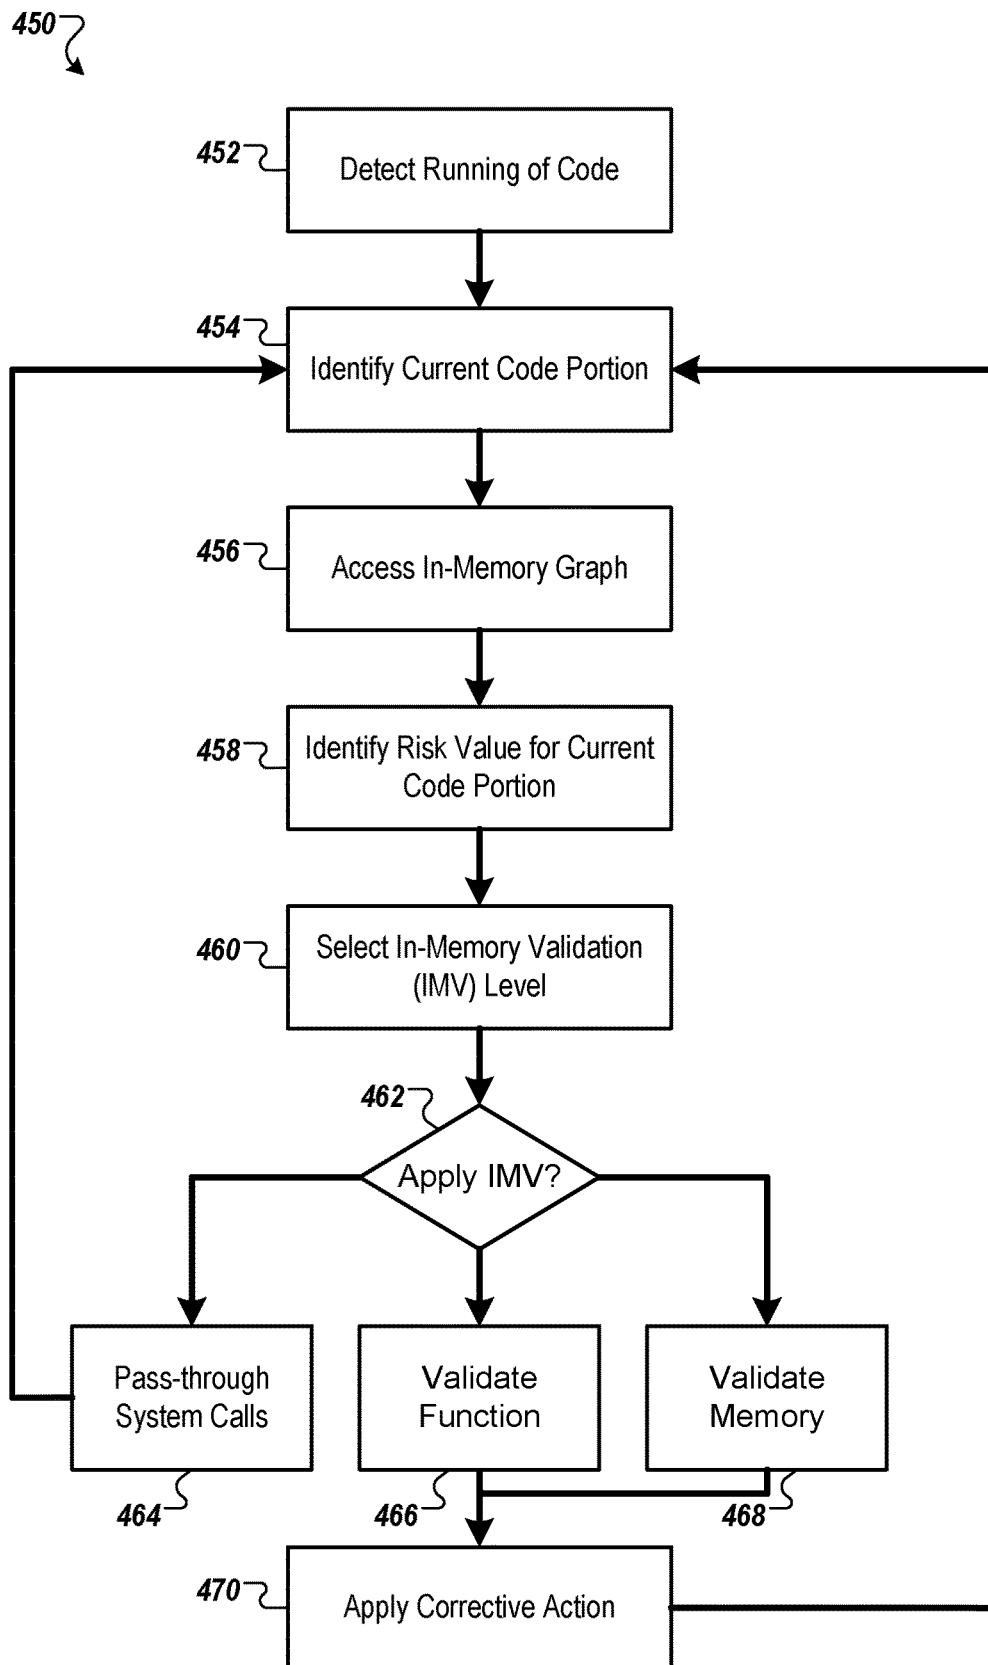 450
452
Detect Running of Code
454
Identify Current Code Portion
456
Access In-Memory Graph
458
Identify Risk Value for Current
Code Portion
460
Select In-Memory Validation
(IMV) Level
462
Apply IMV?
Pass-through
System Calls
464
Validate
Function
466
Validate
Memory
468
470
Apply Corrective Action